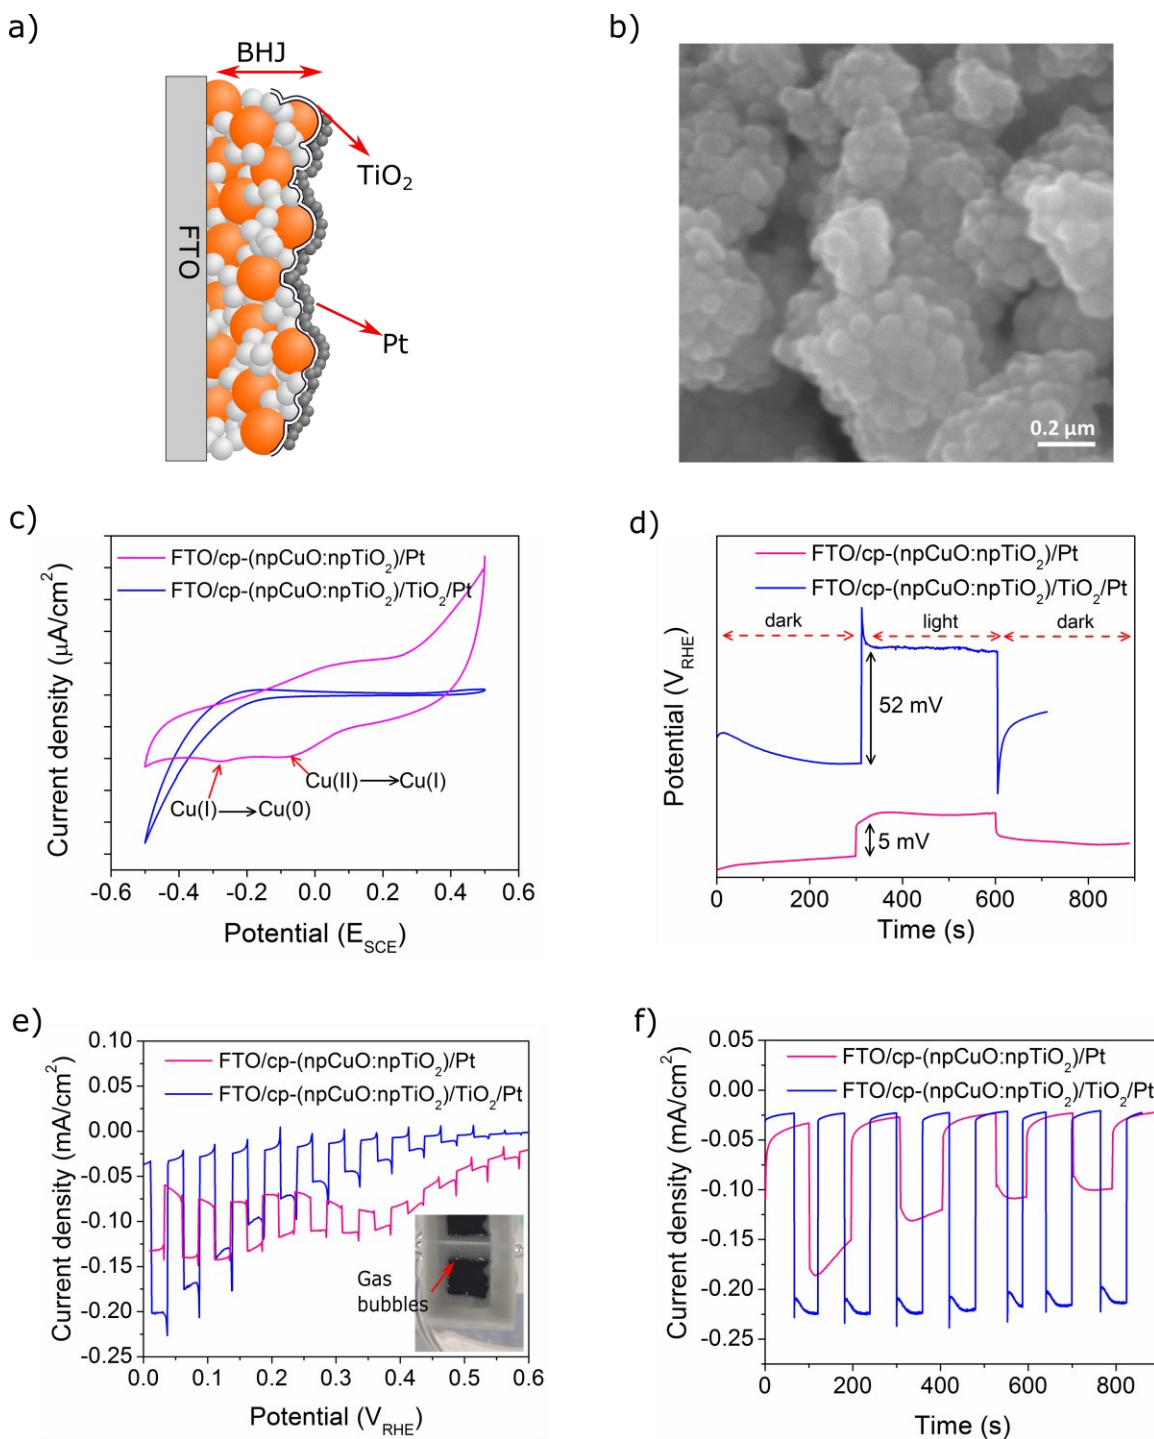 a)
BHJ
TiO₂
FTO
Pt
b)
0.2 µm
c)
FTO/cp-(npCuO:npTiO₂)/Pt
FTO/cp-(npCuO:npTiO₂)/TiO₂/Pt
Current density (µA/cm²)
Cu(II) → Cu(I)
Cu(I) → Cu(0)
-0.6 -0.4 -0.2 0.0 0.2 0.4 0.6
Potential (E_SCE)
d)
FTO/cp-(npCuO:npTiO₂)/Pt
FTO/cp-(npCuO:npTiO₂)/TiO₂/Pt
dark light dark
Potential (V_RHE)
52 mV
5 mV
0 200 400 600 800
Time (s)
e)
FTO/cp-(npCuO:npTiO₂)/Pt
FTO/cp-(npCuO:npTiO₂)/TiO₂/Pt
0.10
0.05
0.00
-0.05
-0.10
-0.15
-0.20
-0.25
Current density (mA/cm²)
Gas
bubbles
0.0 0.1 0.2 0.3 0.4 0.5 0.6
Potential (V_RHE)
f)
FTO/cp-(npCuO:npTiO₂)/Pt
FTO/cp-(npCuO:npTiO₂)/TiO₂/Pt
0.05
0.00
-0.05
-0.10
-0.15
-0.20
-0.25
Current density (mA/cm²)
0 200 400 600 800
Time (s)